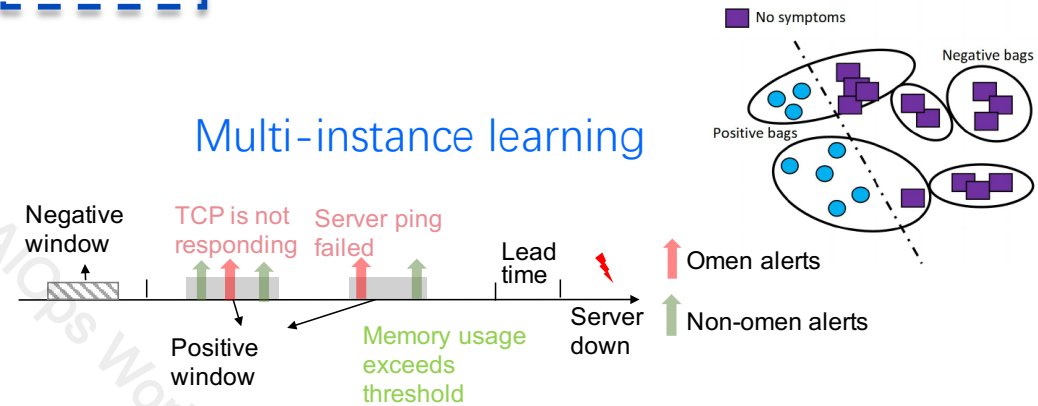 No symptoms
Negative bags
Positive bags
Multi-instance learning
Negative
window
TCP is not
responding
Server ping
failed
Lead
time
Omen alerts
Non-omen alerts
Server
down
Positive
window
Memory usage
exceeds
threshold